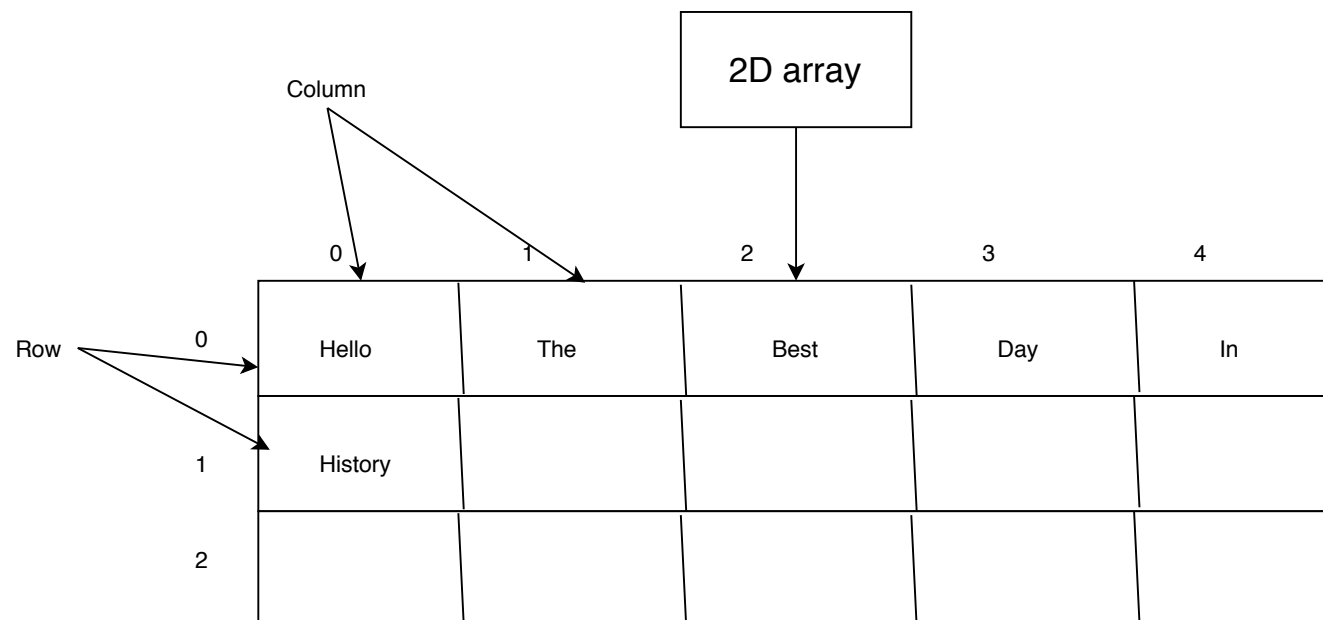 2D array
Column
0 1 2 3 4
Row 0 Hello The Best Day In
1 History
2